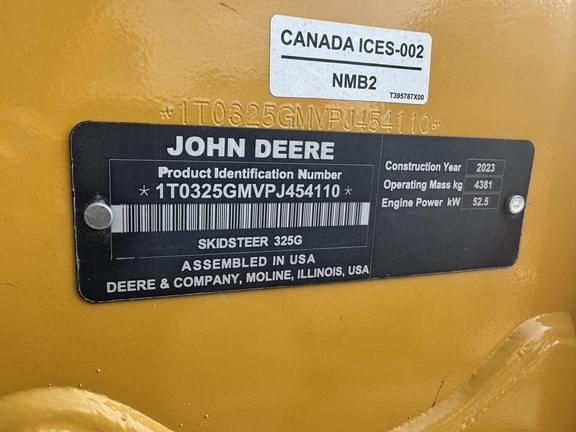 CANADA ICES-002
NMB2
T395787X00
*1T0325GMVPJ454110*
JOHN DEERE
Product Identification Number
*1T0325GMVPJ454110*
SKIDSTEER 325G
ASSEMBLED IN USA
DEERE & COMPANY, MOLINE, ILLINOIS, USA
Construction Year 2023
Operating Mass kg 4381
Engine Power kW 52.5